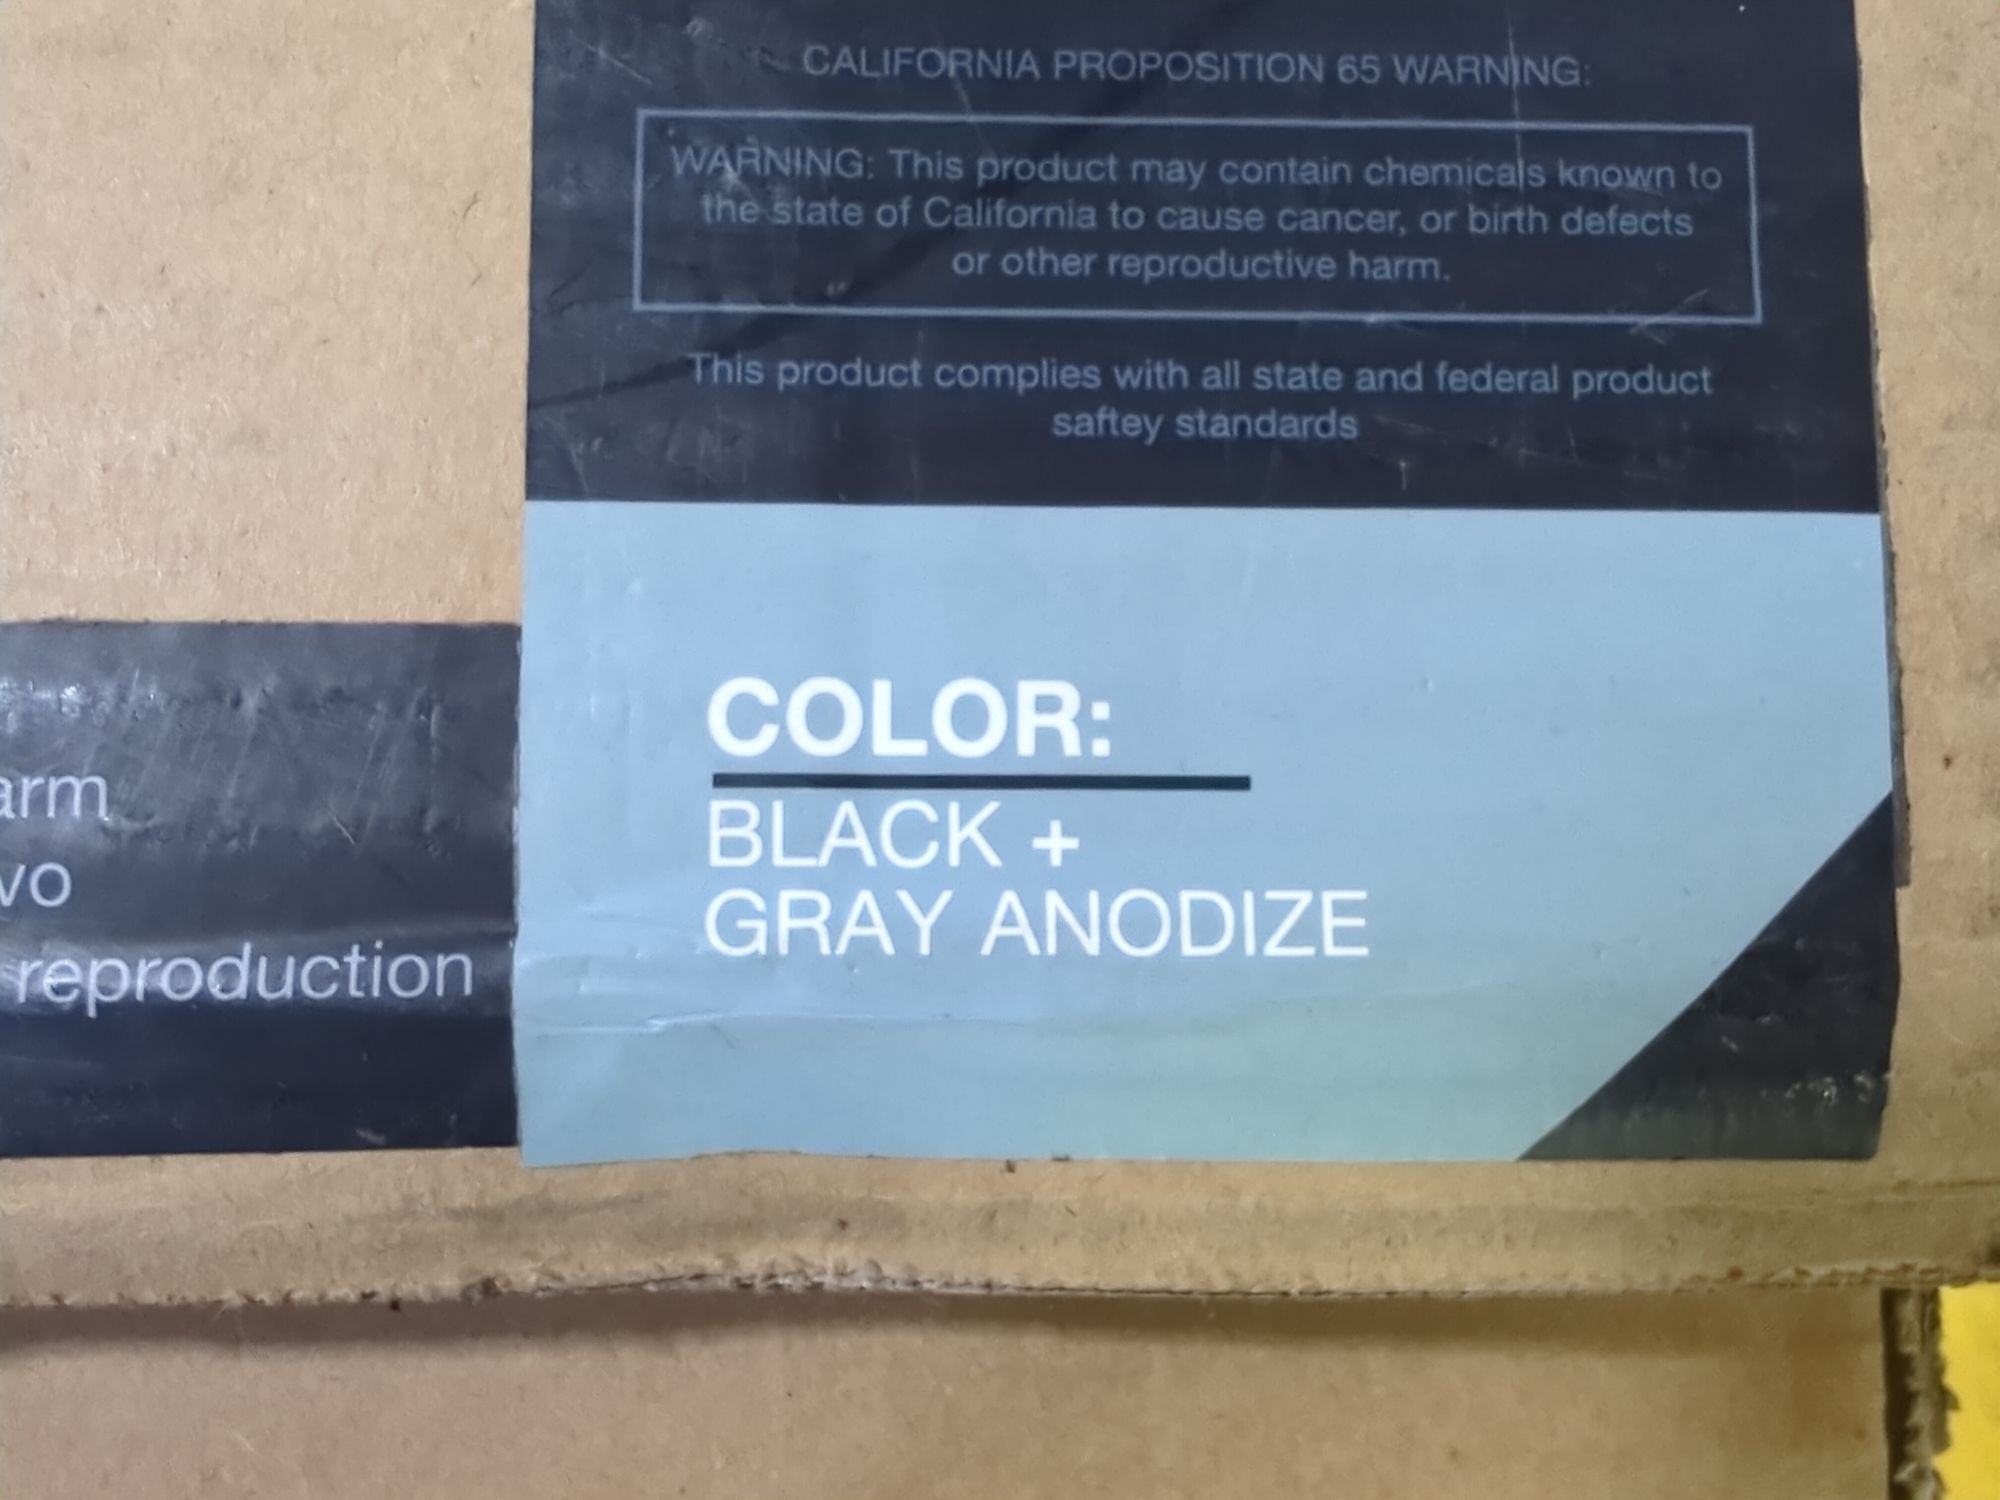 CALIFORNIA PROPOSITION 65 WARNING:
WARNING: This product may contain chemicals known to
the state of California to cause cancer, or birth defects
or other reproductive harm.
This product complies with all state and federal product
saftey standards
COLOR:
BLACK +
GRAY ANODIZE
reproduction